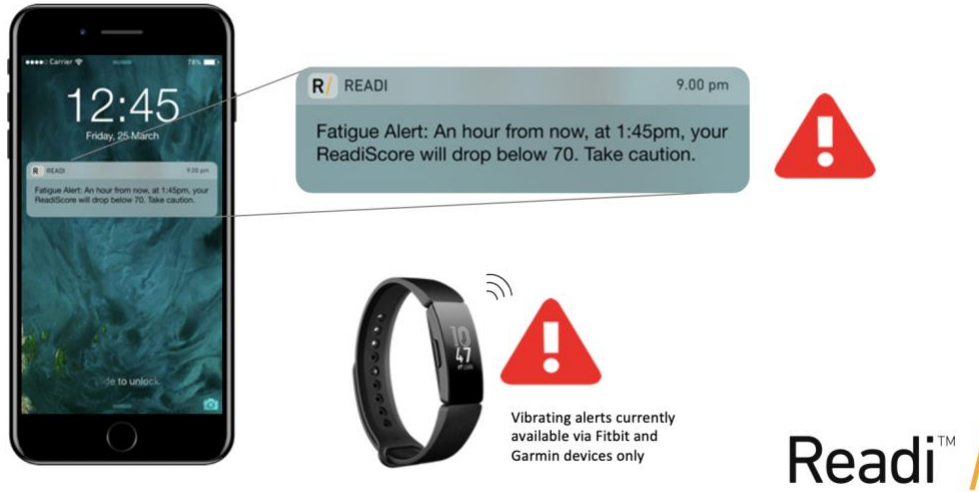 Carrier 78%
12:45
Friday, 25 March
R/ READI 9.00 pm
Fatigue Alert: An hour from now, at 1:45pm, your
ReadiScore will drop below 70. Take caution.
to unlock
R/ READI 9.00 pm
Fatigue Alert: An hour from now, at 1:45pm, your
ReadiScore will drop below 70. Take caution.
!
10
47
!
Vibrating alerts currently
available via Fitbit and
Garmin devices only
Readi™